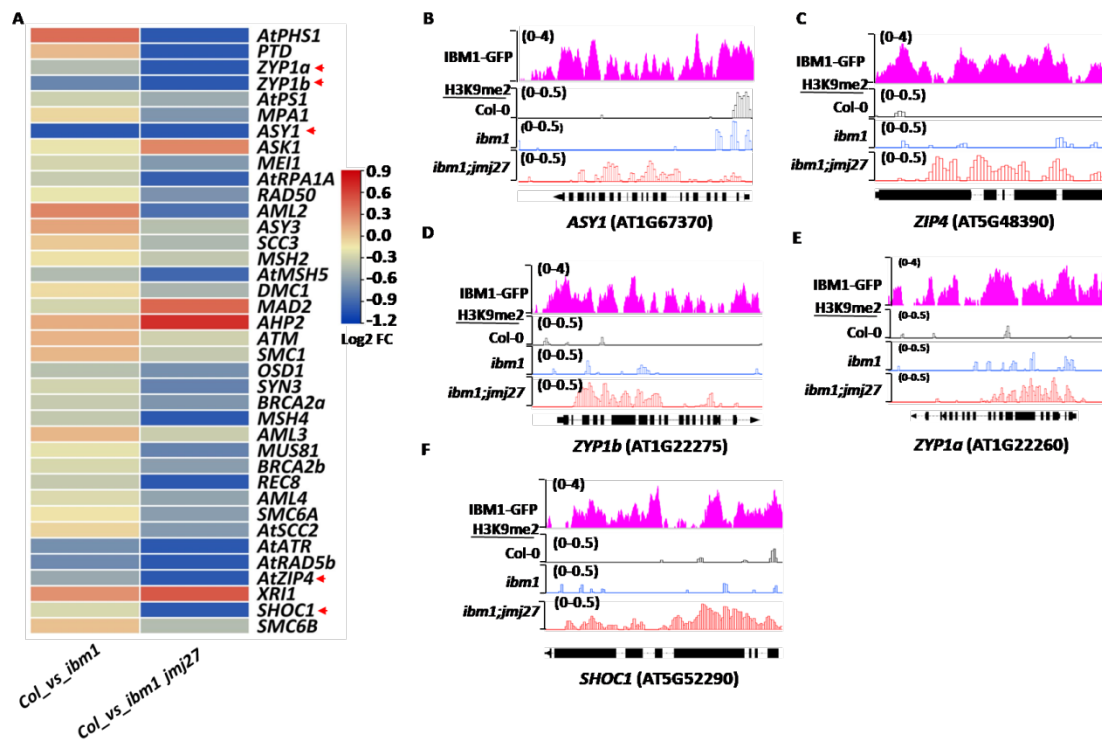 A
AtPHS1
PTD
ZYP1a
ZYP1b
AtPS1
MPA1
ASY1
ASK1
MEI1
AtRPA1A
RAD50
AML2
ASY3
SCC3
MSH2
AtMSH5
DMC1
MAD2
AHP2
ATM
SMC1
OSD1
SYN3
BRCA2a
MSH4
AML3
MUS81
BRCA2b
REC8
AML4
SMC6A
AtSCC2
AtATR
AtRAD5b
AtZIP4
XRI1
SHOC1
SMC6B
Col_vs_ibm1
Col_vs_ibm1 jmj27
0.9
0.6
0.3
0.0
-0.3
-0.6
-0.9
-1.2
Log2 FC
B
(0-4)
IBM1-GFP
H3K9me2
(0-0.5)
Col-0
(0-0.5)
ibm1
(0-0.5)
ibm1;jmj27
ASY1 (AT1G67370)
C
(0-4)
IBM1-GFP
H3K9me2
(0-0.5)
Col-0
(0-0.5)
ibm1
(0-0.5)
ibm1;jmj27
ZIP4 (AT5G48390)
D
(0-4)
IBM1-GFP
H3K9me2
(0-0.5)
Col-0
(0-0.5)
ibm1
(0-0.5)
ibm1;jmj27
ZYP1b (AT1G22275)
E
(0-4)
IBM1-GFP
H3K9me2
(0-0.5)
Col-0
(0-0.5)
ibm1
(0-0.5)
ibm1;jmj27
ZYP1a (AT1G22260)
F
(0-4)
IBM1-GFP
H3K9me2
(0-0.5)
Col-0
(0-0.5)
ibm1
(0-0.5)
ibm1;jmj27
SHOC1 (AT5G52290)